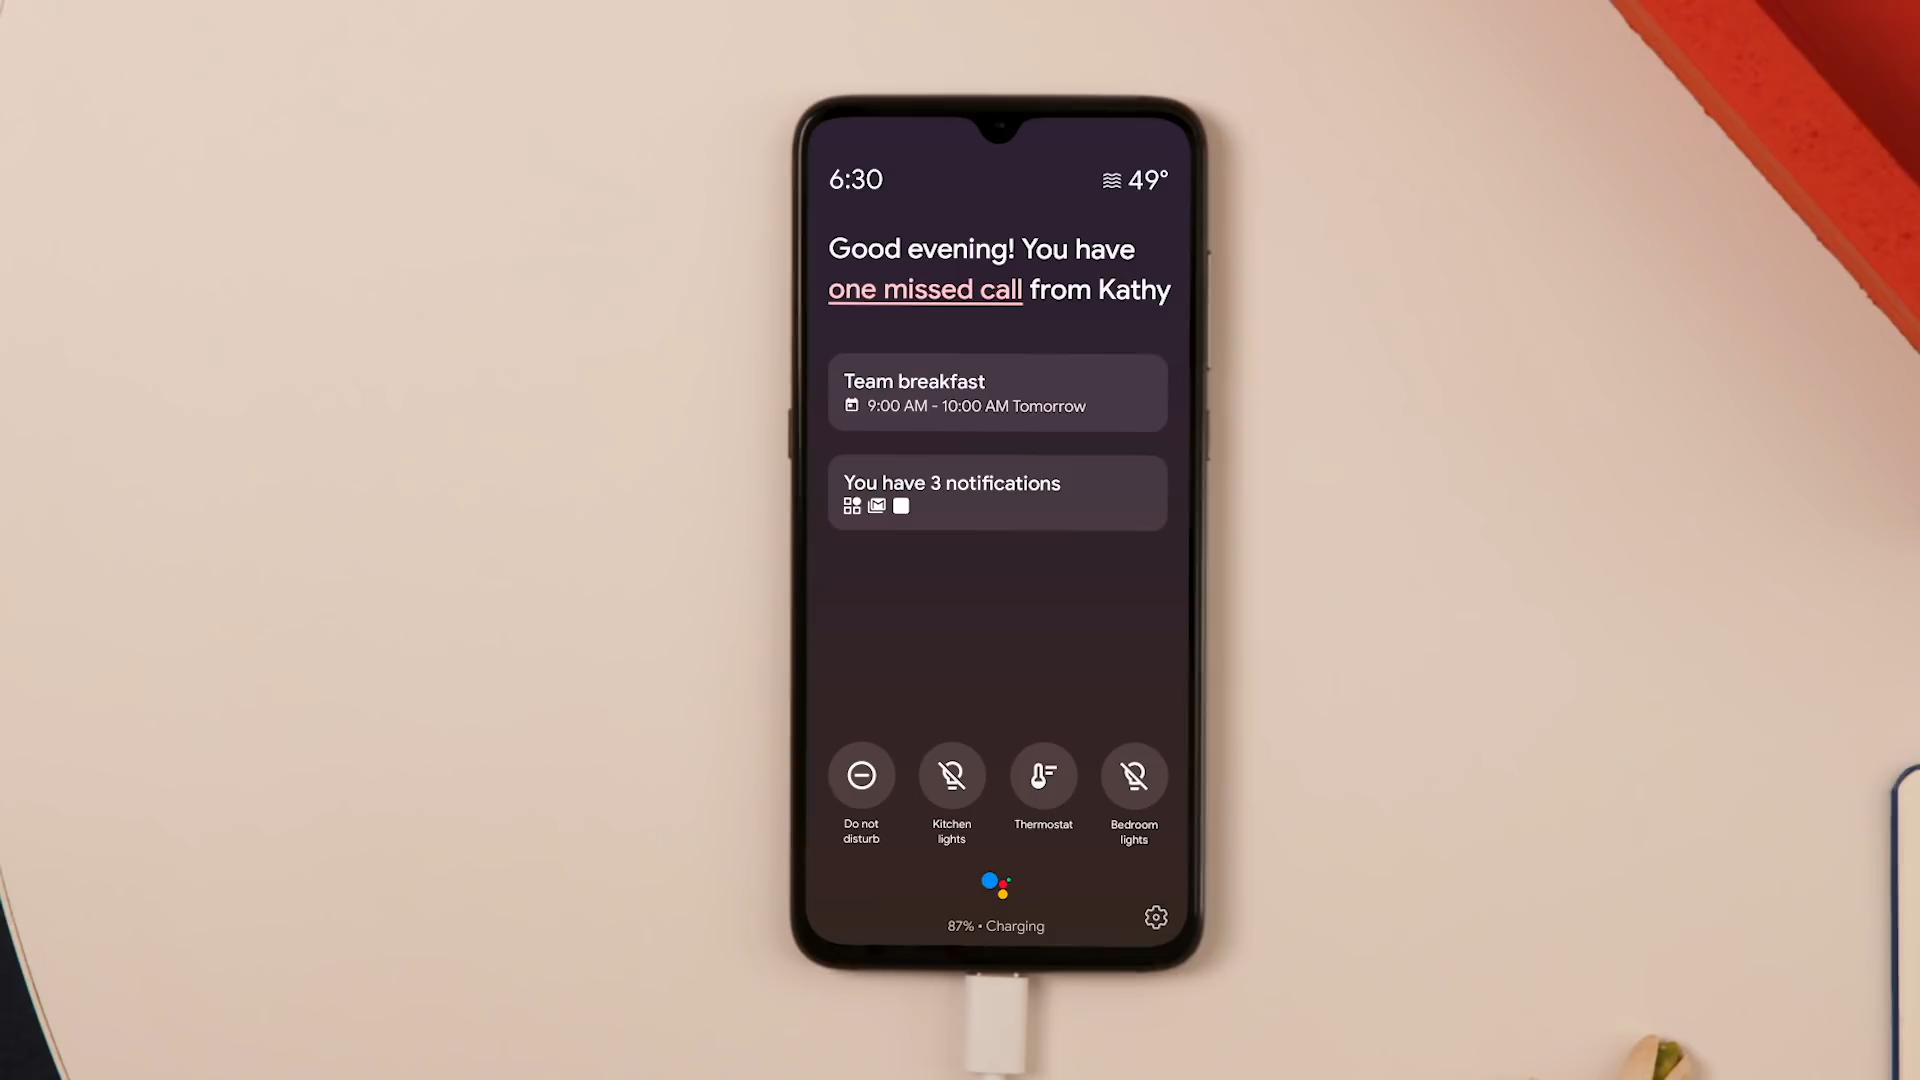 6:30
49°
Good evening! You have
one missed call from Kathy
Team breakfast
9:00 AM - 10:00 AM Tomorrow
You have 3 notifications
Do not
disturb
Kitchen
lights
Thermostat
Bedroom
lights
87% • Charging